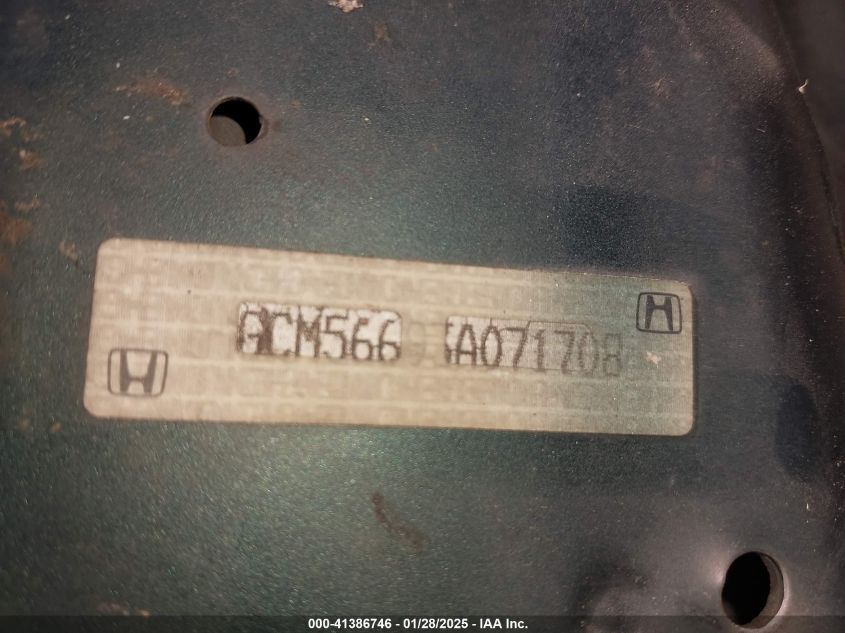 GCM566 A071708
000-41386746 - 01/28/2025 - IAA Inc.